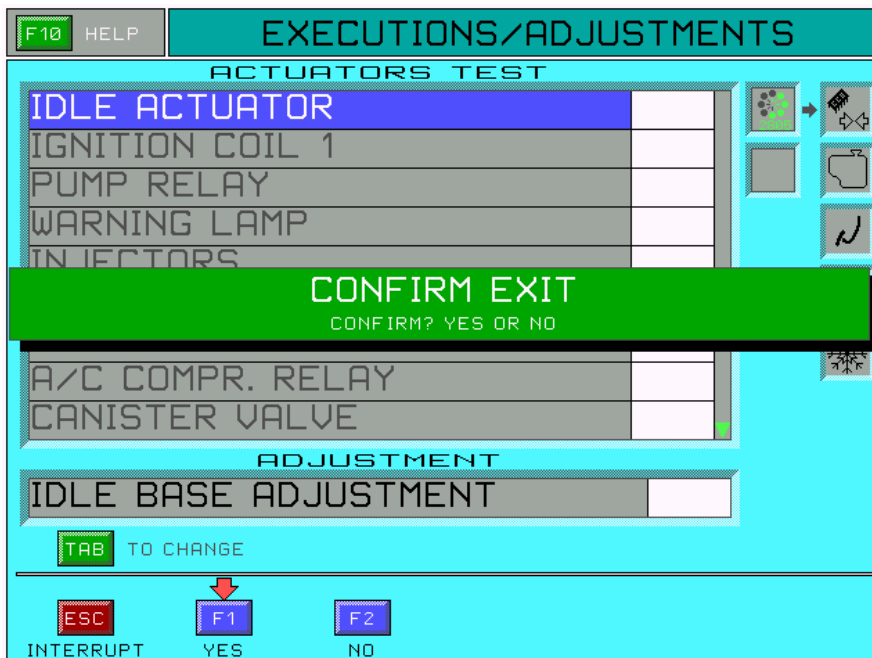 F10 HELP
EXECUTIONS/ADJUSTMENTS
ACTUATORS TEST
IDLE ACTUATOR
IGNITION COIL 1
PUMP RELAY
WARNING LAMP
INJECTORS
CONFIRM EXIT
CONFIRM? YES OR NO
A/C COMPR. RELAY
CANISTER VALVE
ADJUSTMENT
IDLE BASE ADJUSTMENT
TAB TO CHANGE
ESC F1 F2
INTERRUPT YES NO